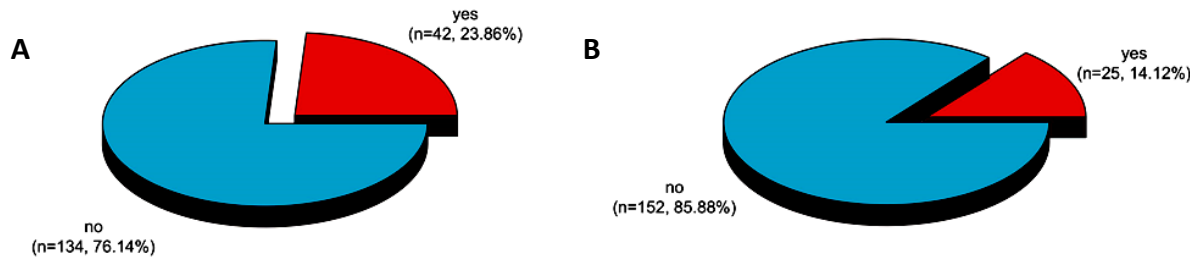 A
yes
(n=42, 23.86%)
no
(n=134, 76.14%)
B
yes
(n=25, 14.12%)
no
(n=152, 85.88%)